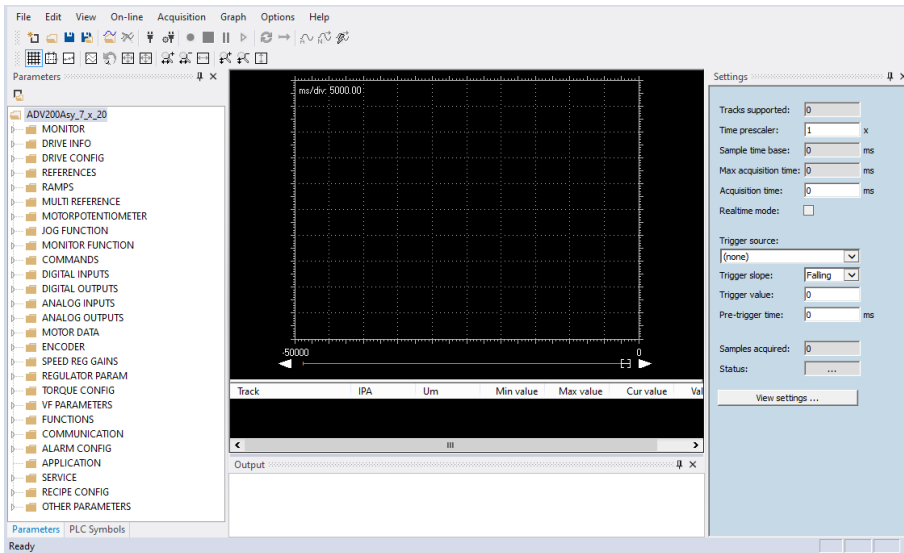 File Edit View On-line Acquisition Graph Options Help
Parameters
ADV200Asy_7_x_20
MONITOR
DRIVE INFO
DRIVE CONFIG
REFERENCES
RAMPS
MULTI REFERENCE
MOTORPOTENTIOMETER
JOG FUNCTION
MONITOR FUNCTION
COMMANDS
DIGITAL INPUTS
DIGITAL OUTPUTS
ANALOG INPUTS
ANALOG OUTPUTS
MOTOR DATA
ENCODER
SPEED REG GAINS
REGULATOR PARAM
TORQUE CONFIG
VF PARAMETERS
FUNCTIONS
COMMUNICATION
ALARM CONFIG
APPLICATION
SERVICE
RECIPE CONFIG
OTHER PARAMETERS
Parameters PLC Symbols
Ready
ms/div: 5000.00
-50000 0
Track IPA Um Min value Max value Cur value Val
Output
Settings
Tracks supported: 0
Time prescaler: 1 x
Sample time base: 0 ms
Max acquisition time: 0 ms
Acquisition time: 0 ms
Realtime mode:
Trigger source:
(none)
Trigger slope: Falling
Trigger value: 0
Pre-trigger time: 0 ms
Samples acquired: 0
Status: ...
View settings ...